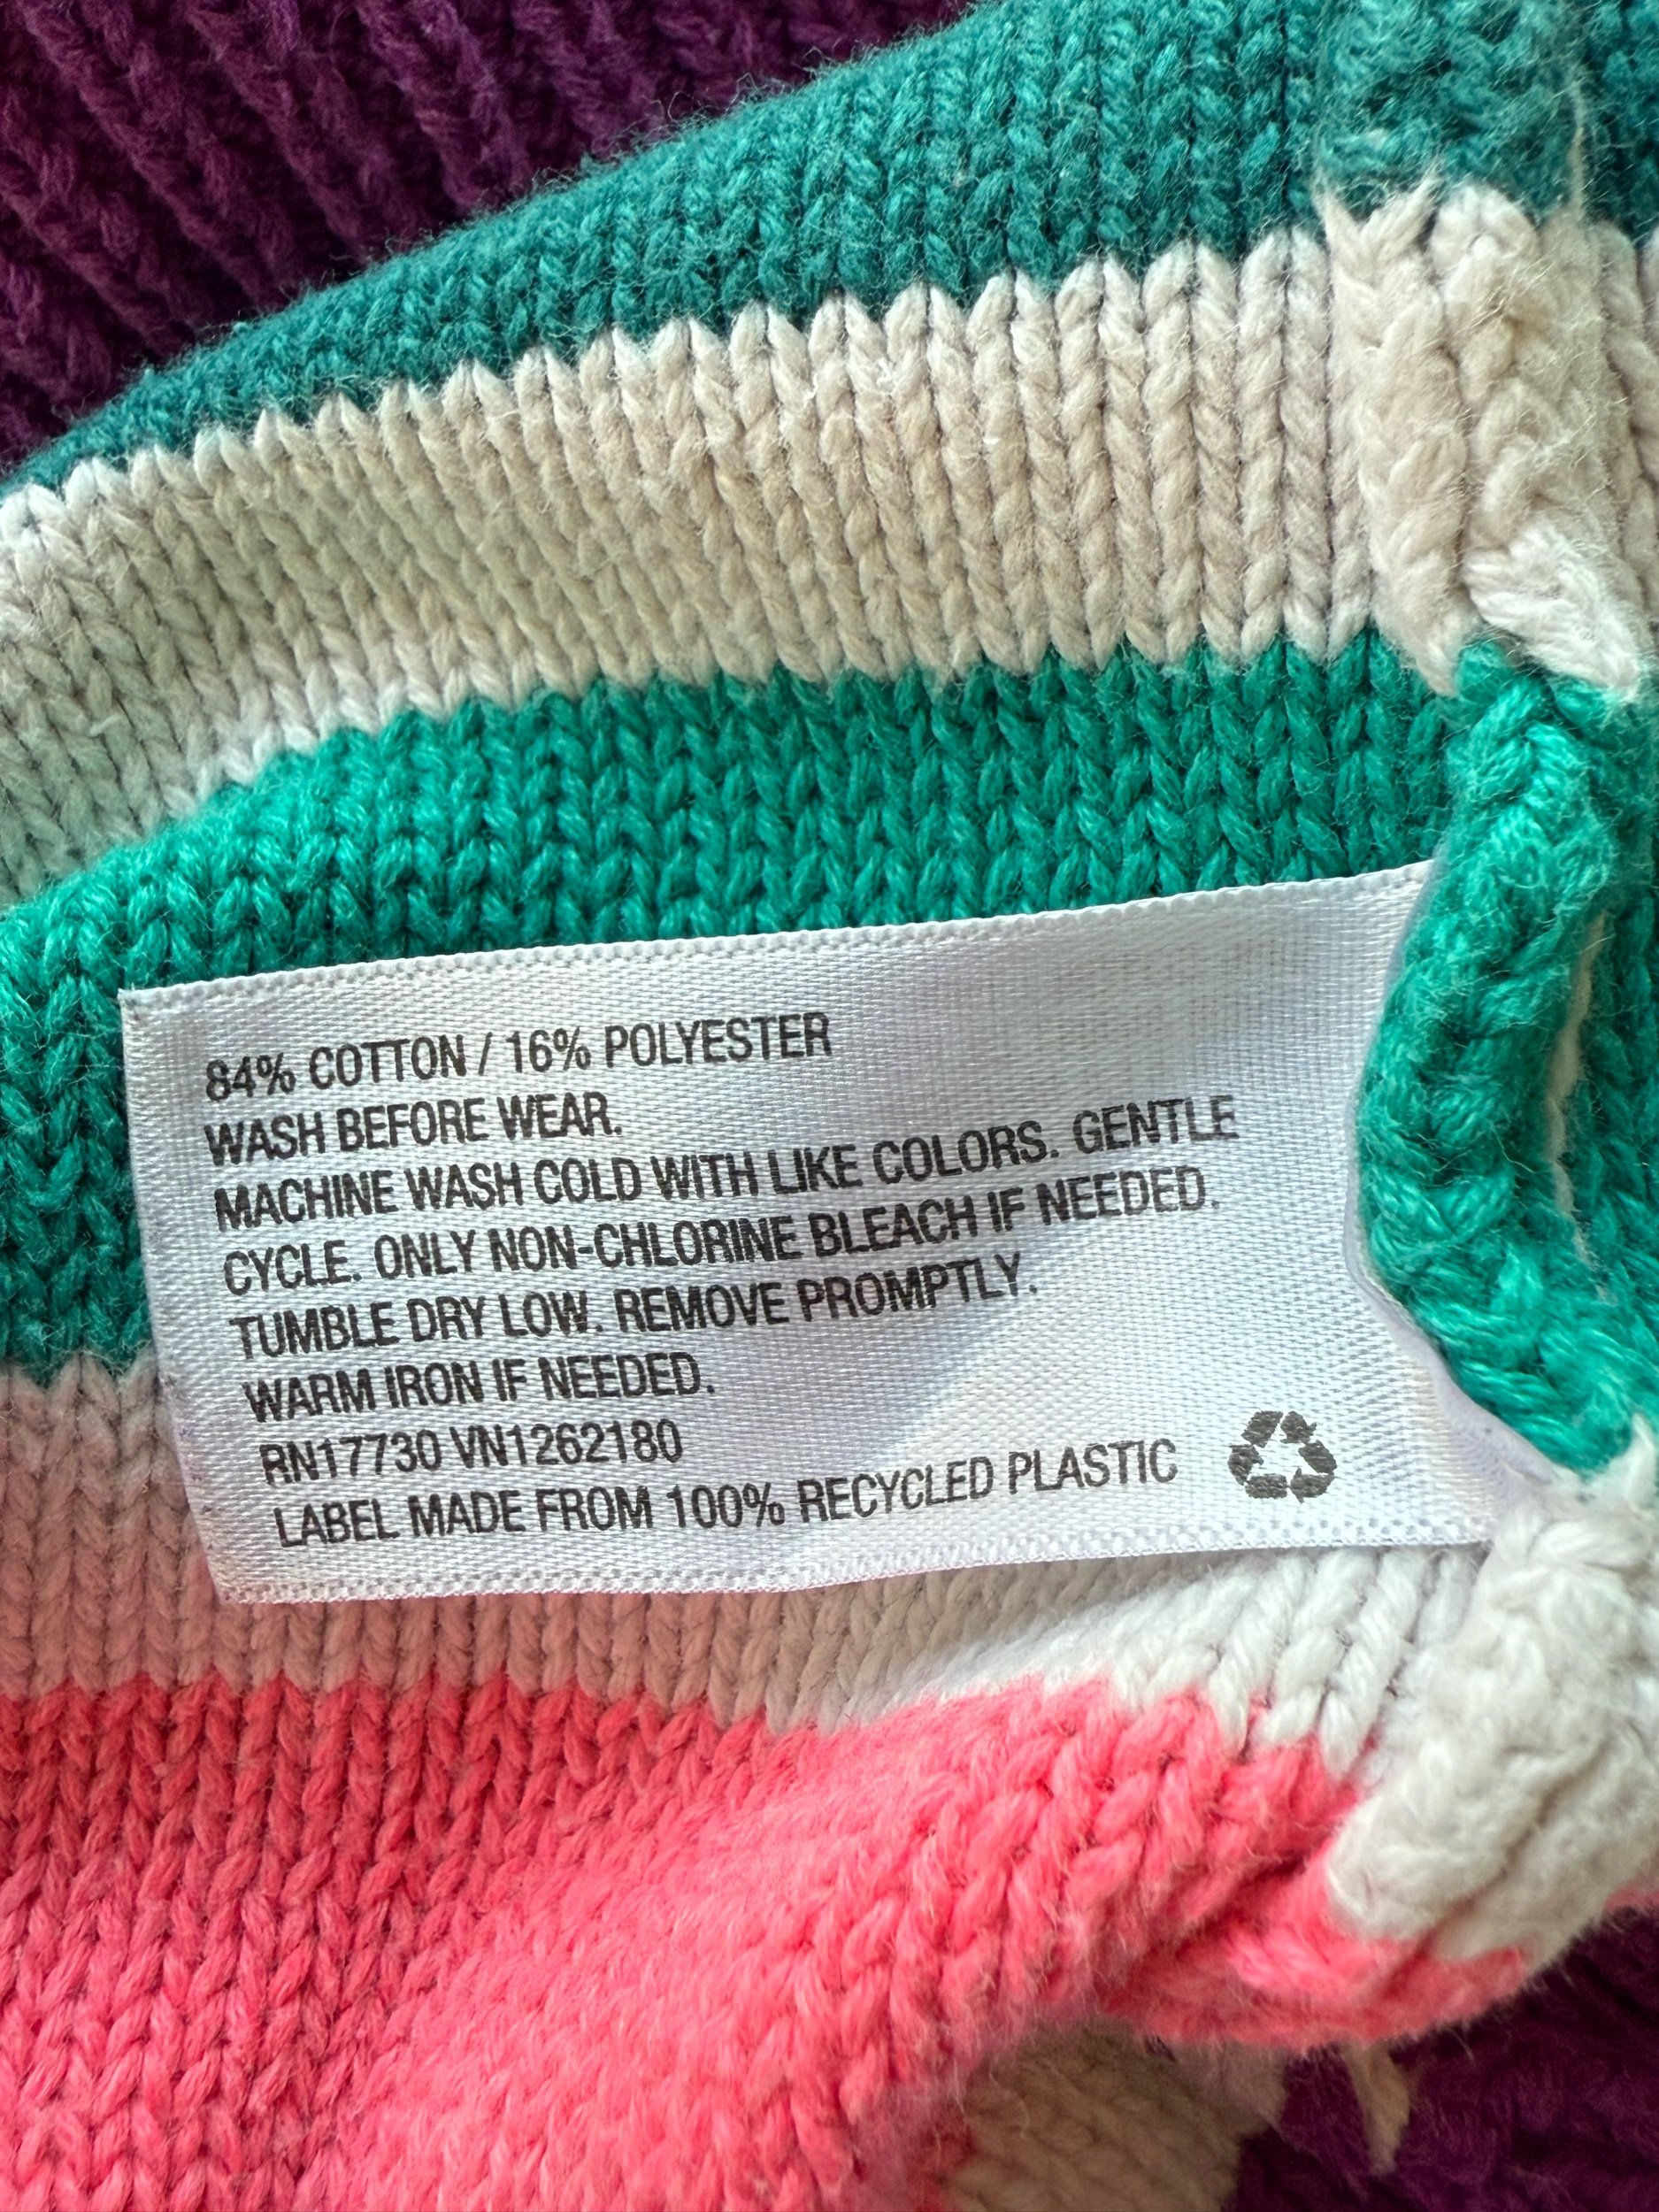 84% COTTON / 16% POLYESTER
WASH BEFORE WEAR.
MACHINE WASH COLD WITH LIKE COLORS. GENTLE
CYCLE. ONLY NON-CHLORINE BLEACH IF NEEDED.
TUMBLE DRY LOW. REMOVE PROMPTLY.
WARM IRON IF NEEDED.
RN17730 VN1262180
LABEL MADE FROM 100% RECYCLED PLASTIC